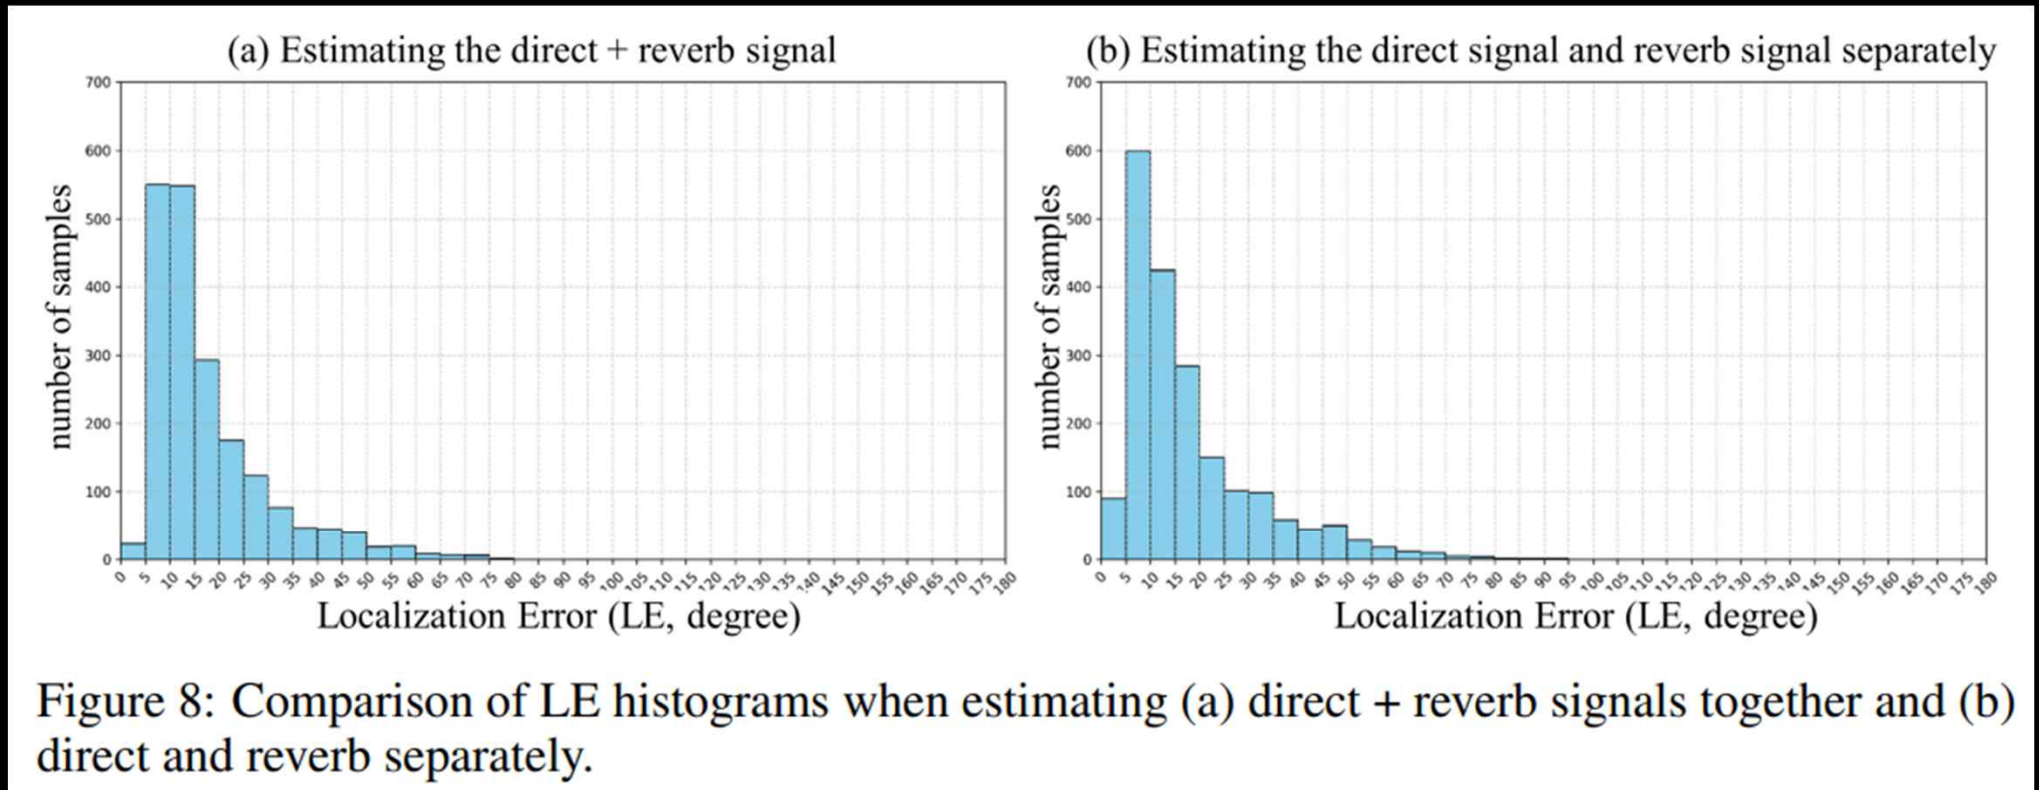 (a) Estimating the direct + reverb signal
700
600
500
400
300
200
100
0
number of samples
0 5 10 15 20 25 30 35 40 45 50 55 60 65 70 75 80 85 90 95 100 105 110 115 120 125 130 135 140 145 150 155 160 165 170 175 180
Localization Error (LE, degree)
(b) Estimating the direct signal and reverb signal separately
700
600
500
400
300
200
100
0
number of samples
0 5 10 15 20 25 30 35 40 45 50 55 60 65 70 75 80 85 90 95 100 105 110 115 120 125 130 135 140 145 150 155 160 165 170 175 180
Localization Error (LE, degree)
Figure 8: Comparison of LE histograms when estimating (a) direct + reverb signals together and (b)
direct and reverb separately.